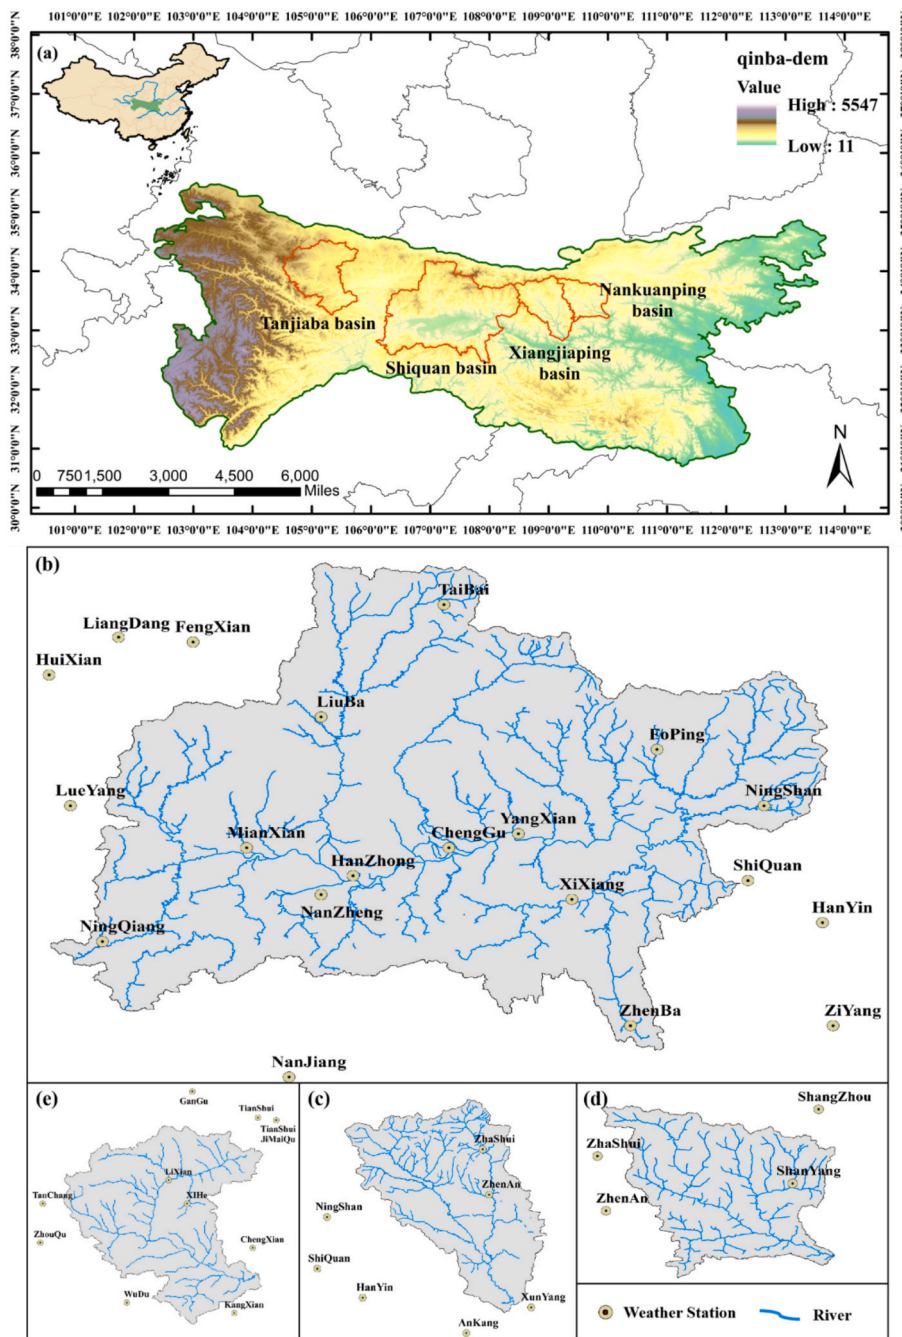 101°0'0"E 102°0'0"E 103°0'0"E 104°0'0"E 105°0'0"E 106°0'0"E 107°0'0"E 108°0'0"E 109°0'0"E 110°0'0"E 111°0'0"E 112°0'0"E 113°0'0"E 114°0'0"E
38°0'0"N
37°0'0"N
36°0'0"N
35°0'0"N
34°0'0"N
33°0'0"N
32°0'0"N
31°0'0"N
30°0'0"N
(a)
qinba-dem
Value
High : 5547
Low : 11
Tanjiaba basin
Shiquan basin
Xiangjiaping
basin
Nankuanping
basin
N
0 750 1,500 3,000 4,500 6,000
Miles
101°0'0"E 102°0'0"E 103°0'0"E 104°0'0"E 105°0'0"E 106°0'0"E 107°0'0"E 108°0'0"E 109°0'0"E 110°0'0"E 111°0'0"E 112°0'0"E 113°0'0"E 114°0'0"E
(b)
TaiBai
LiangDang
FengXian
HuiXian
LiuBa
FoPing
LueYang
NingShan
MianXian
ChengGu
YangXian
HanZhong
ShiQuan
NanZheng
XiXiang
HanYin
NingQiang
ZhenBa
ZiYang
NanJiang
(e)
GanGu
TianShui
TianShui
JiMaiQu
LiXian
XIHe
TanChang
ZhouQu
ChengXian
WuDu
KangXian
(c)
ZhaShui
ZhenAn
NingShan
ShiQuan
HanYin
XunYang
AnKang
(d)
ShangZhou
ZhaShui
ShanYang
ZhenAn
Weather Station
River